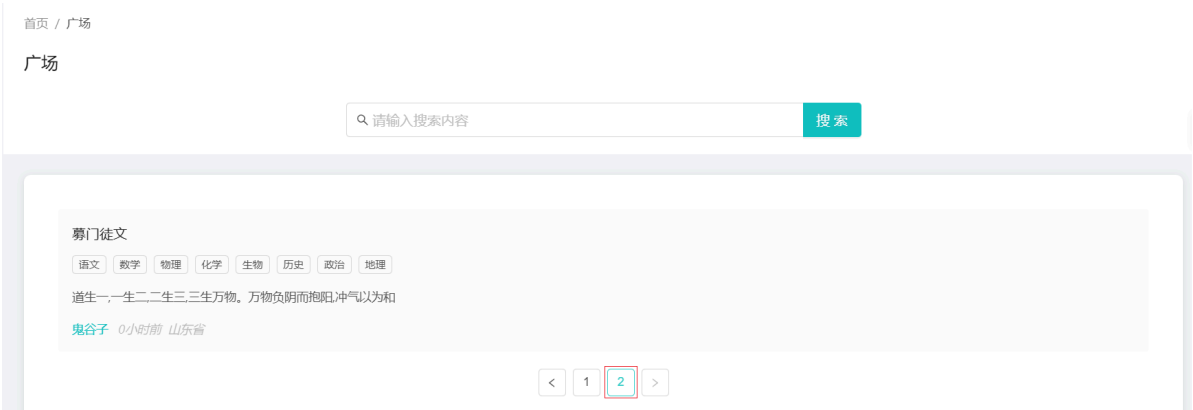 首页 / 广场
广场
请输入搜索内容 搜 索
募门徒文
语文 数学 物理 化学 生物 历史 政治 地理
道生一,一生二,二生三,三生万物。万物负阴而抱阳,冲气以为和
鬼谷子 0小时前 山东省
< 1 2 >